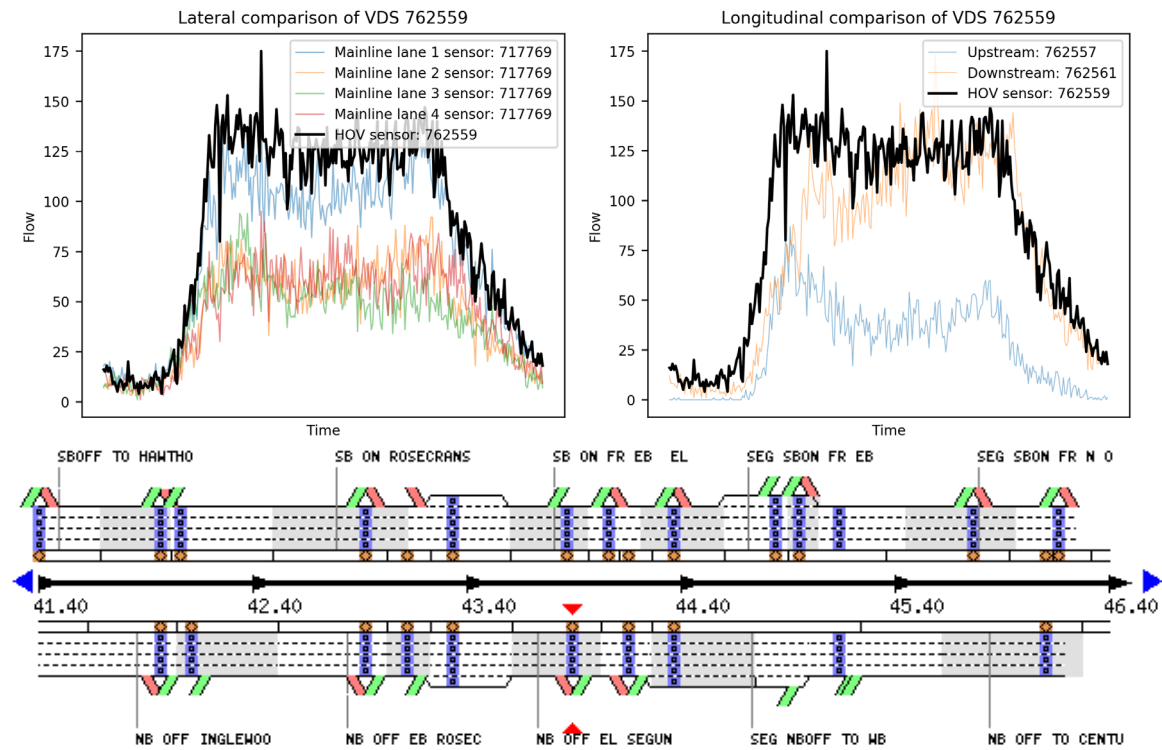 Lateral comparison of VDS 762559
175
150
125
100
75
50
25
0
Flow
Time
Mainline lane 1 sensor: 717769
Mainline lane 2 sensor: 717769
Mainline lane 3 sensor: 717769
Mainline lane 4 sensor: 717769
HOV sensor: 762559
Longitudinal comparison of VDS 762559
175
150
125
100
75
50
25
0
Flow
Time
Upstream: 762557
Downstream: 762561
HOV sensor: 762559
SBOFF TO HAWTHO
SB ON ROSECRANS
SB ON FR EB EL
SEG SBON FR EB
SEG SBON FR N O
41.40
42.40
43.40
44.40
45.40
46.40
NB OFF INGLEWOO
NB OFF EB ROSEC
NB OFF EL SEGUN
SEG NBOFF TO WB
NB OFF TO CENTU